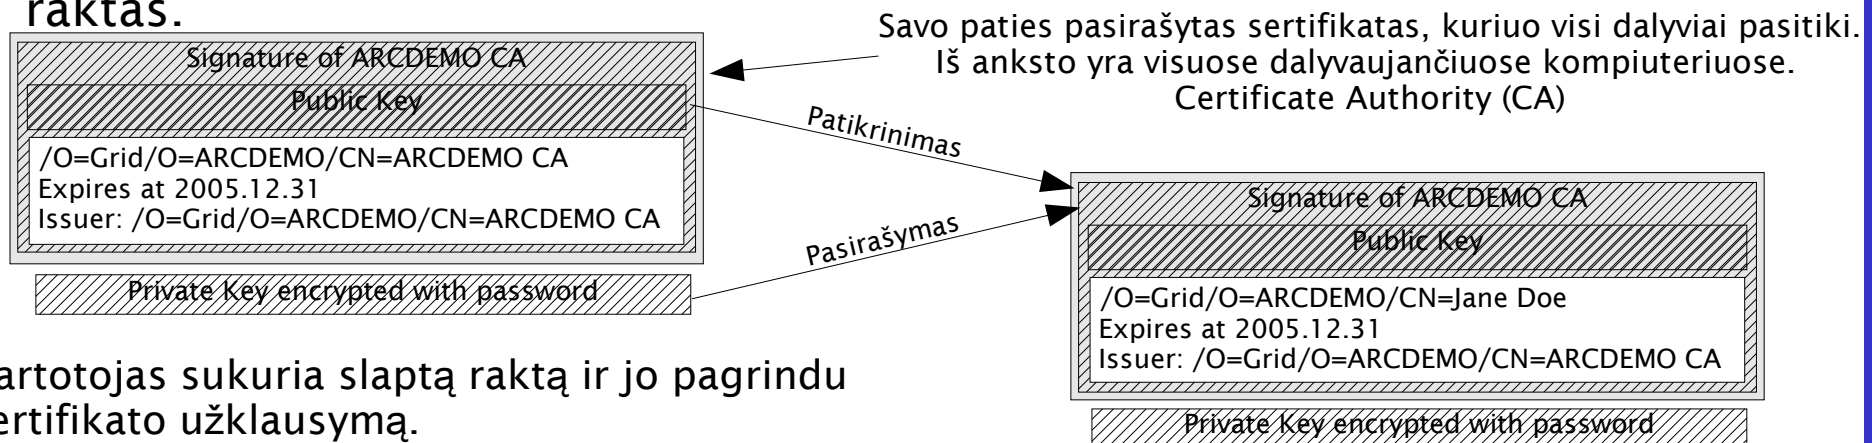 raktas.
Savo paties pasirašytas sertifikatas, kuriuo visi dalyviai pasitiki.
Iš anksto yra visuose dalyvaujančiuose kompiuteriuose.
Certificate Authority (CA)
Signature of ARCDEMO CA
Public Key
/O=Grid/O=ARCDEMO/CN=ARCDEMO CA
Expires at 2005.12.31
Issuer: /O=Grid/O=ARCDEMO/CN=ARCDEMO CA
Private Key encrypted with password
Patikrinimas
Pasirašymas
Signature of ARCDEMO CA
Public Key
/O=Grid/O=ARCDEMO/CN=Jane Doe
Expires at 2005.12.31
Issuer: /O=Grid/O=ARCDEMO/CN=ARCDEMO CA
Private Key encrypted with password
artotojas sukuria slaptą raktą ir jo pagrindu
ertifikato užklausymą.